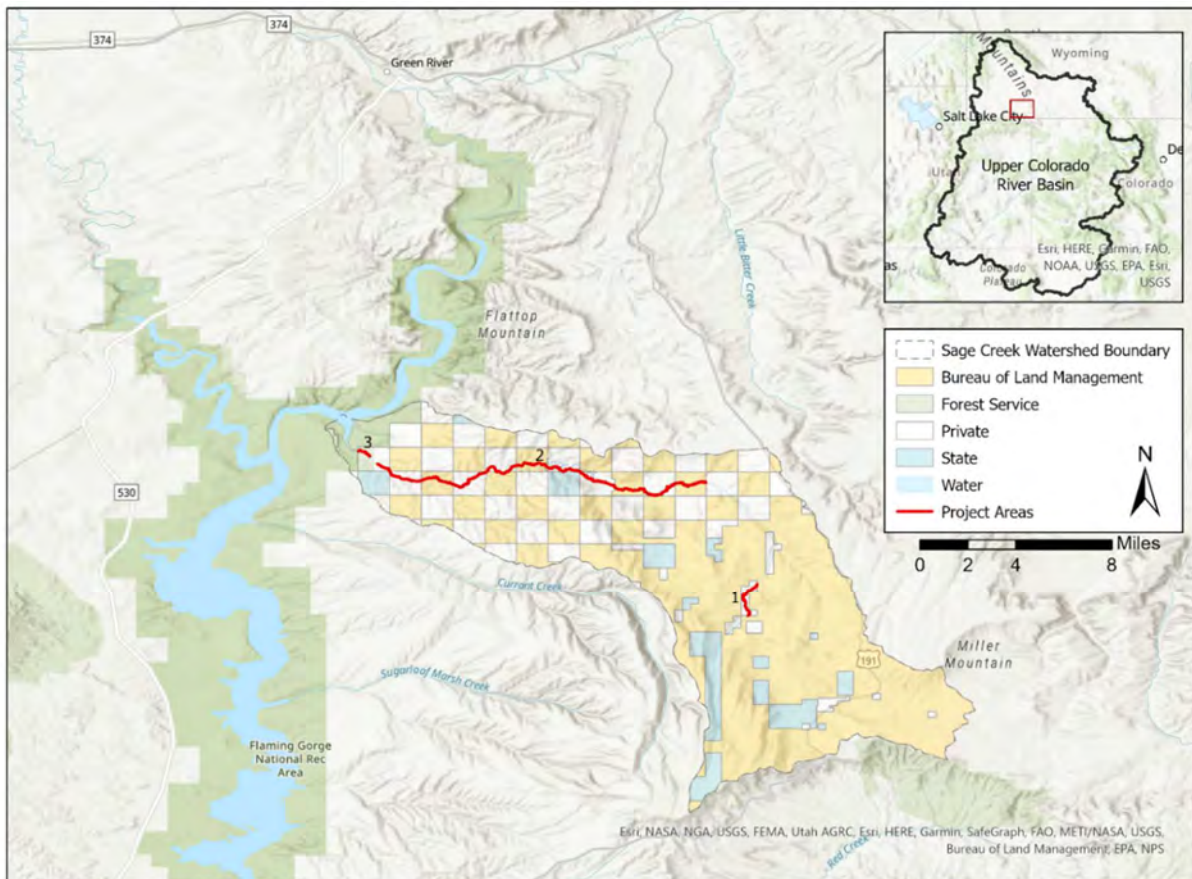 374
374
Green River
Little Bitter Creek
Flattop
Mountain
3
2
1
530
Currant Creek
Sugarloaf Marsh Creek
Miller
Mountain
191
Flaming Gorge
National Rec
Area
Red Creek
Esri, NASA, NGA, USGS, FEMA, Utah AGRC, Esri, HERE, Garmin, SafeGraph, FAO, METI/NASA, USGS,
Bureau of Land Management, EPA, NPS
Mountains
Wyoming
Salt Lake City
De
Utah
Upper Colorado
River Basin
Colorado
as
Colorado
Plateau
Esri, HERE, Garmin, FAO,
NOAA, USGS, EPA, Esri,
USGS
Sage Creek Watershed Boundary
Bureau of Land Management
Forest Service
Private
State
Water
Project Areas
N
Miles
0 2 4 8